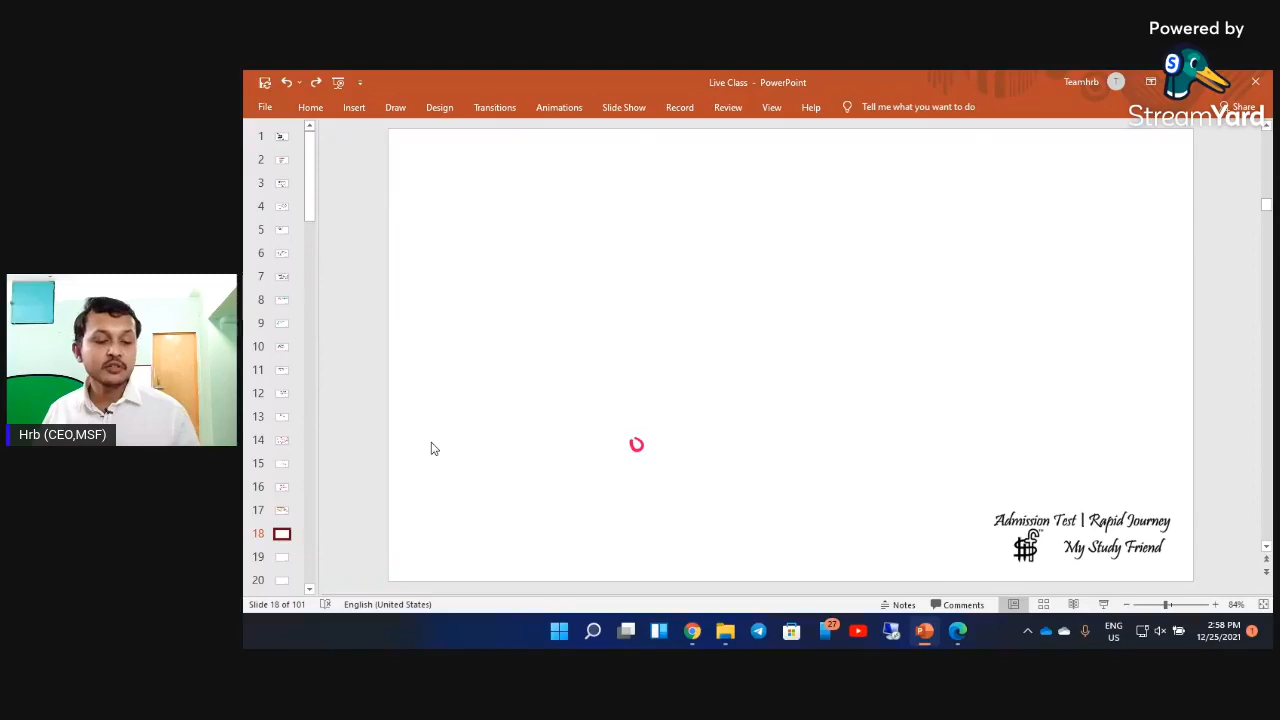 Powered by
StreamYard
Live Class - PowerPoint
Teamhrb
T
File
Home
Insert
Draw
Design
Transitions
Animations
Slide Show
Record
Review
View
Help
Tell me what you want to do
Share
1
2
3
4
5
6
7
8
9
10
11
12
13
14
15
16
17
18
19
20
Hrb (CEO,MSF)
Admission Test | Rapid Journey
My Study Friend
Slide 18 of 101
English (United States)
Notes
Comments
84%
27
ENG
US
2:58 PM
12/25/2021
1